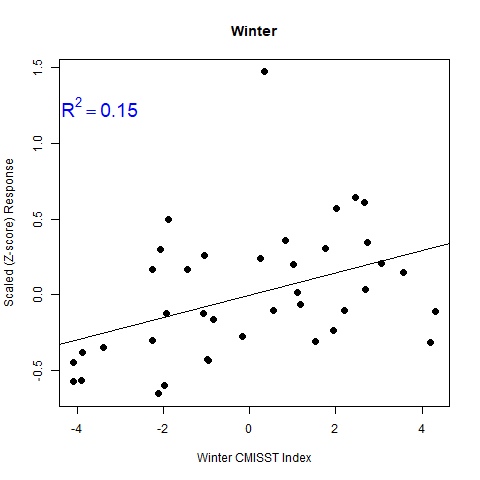 Winter
R² = 0.15
Scaled (Z-score) Response
1.5
1.0
0.5
0.0
-0.5
-4 -2 0 2 4
Winter CMISST Index